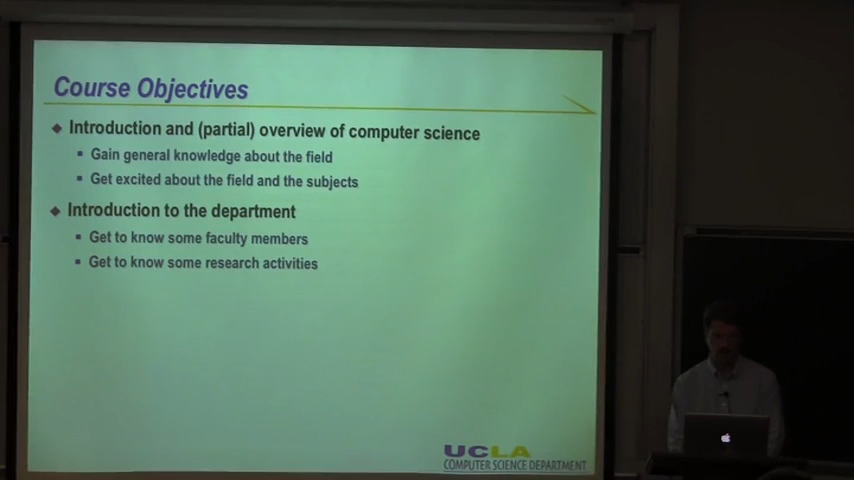 Course Objectives
Introduction and (partial) overview of computer science
Gain general knowledge about the field
Get excited about the field and the subjects
Introduction to the department
Get to know some faculty members
Get to know some research activities
UCLA
COMPUTER SCIENCE DEPARTMENT